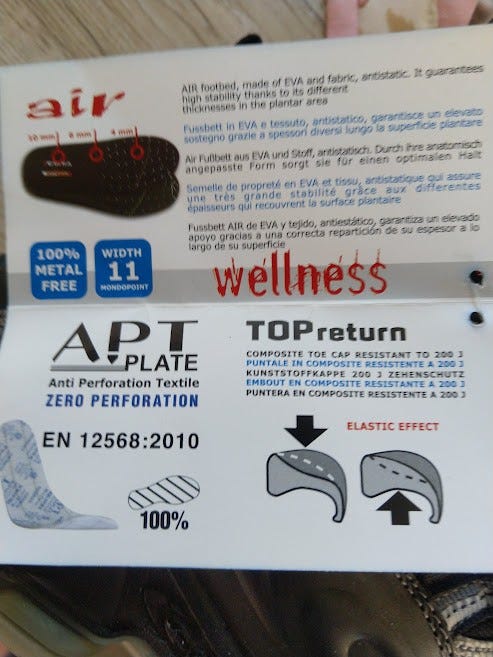 air
10 mm 8 mm 4 mm
AIR footbed, made of EVA and fabric, antistatic. It guarantees
high stability thanks to its different
thicknesses in the plantar area
Fussbett in EVA e tessuto, antistatico, garantisce un elevato
sostegno grazie a spessori diversi lungo la superficie plantare
Air Fußbett aus EVA und Stoff, antistatisch. Durch ihre anatomisch
angepasste Form sorgt sie für einen optimalen Halt
Semelle de propreté en EVA et tissu, antistatique qui assure
une très grande stabilité grâce aux différentes
épaisseurs qui recouvrent la surface plantaire
Fussbett AIR de EVA y tejido, antiestático, garantiza un elevado
apoyo gracias a una correcta repartición de su espesor a lo
largo de su superficie
100%
METAL
FREE
WIDTH
11
MONDOPOINT
wellness
APT
PLATE
Anti Perforation Textile
ZERO PERFORATION
EN 12568:2010
100%
TOP return
COMPOSITE TOE CAP RESISTANT TO 200 J
PUNTALE IN COMPOSITE RESISTENTE A 200 J
KUNSTSTOFFKAPPE 200 J ZEHENSCHUTZ
EMBOUT EN COMPOSITE RESISTANTE A 200 J
PUNTERA EN COMPOSITE RESISTENTE A 200 J
ELASTIC EFFECT